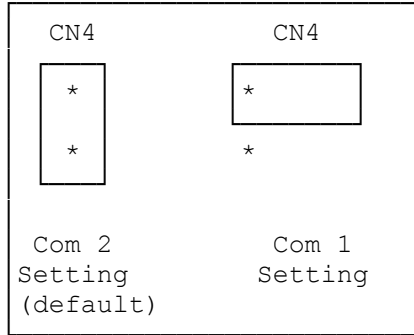 CN4 CN4
* *
* *
Com 2 Com 1
Setting Setting
(default)